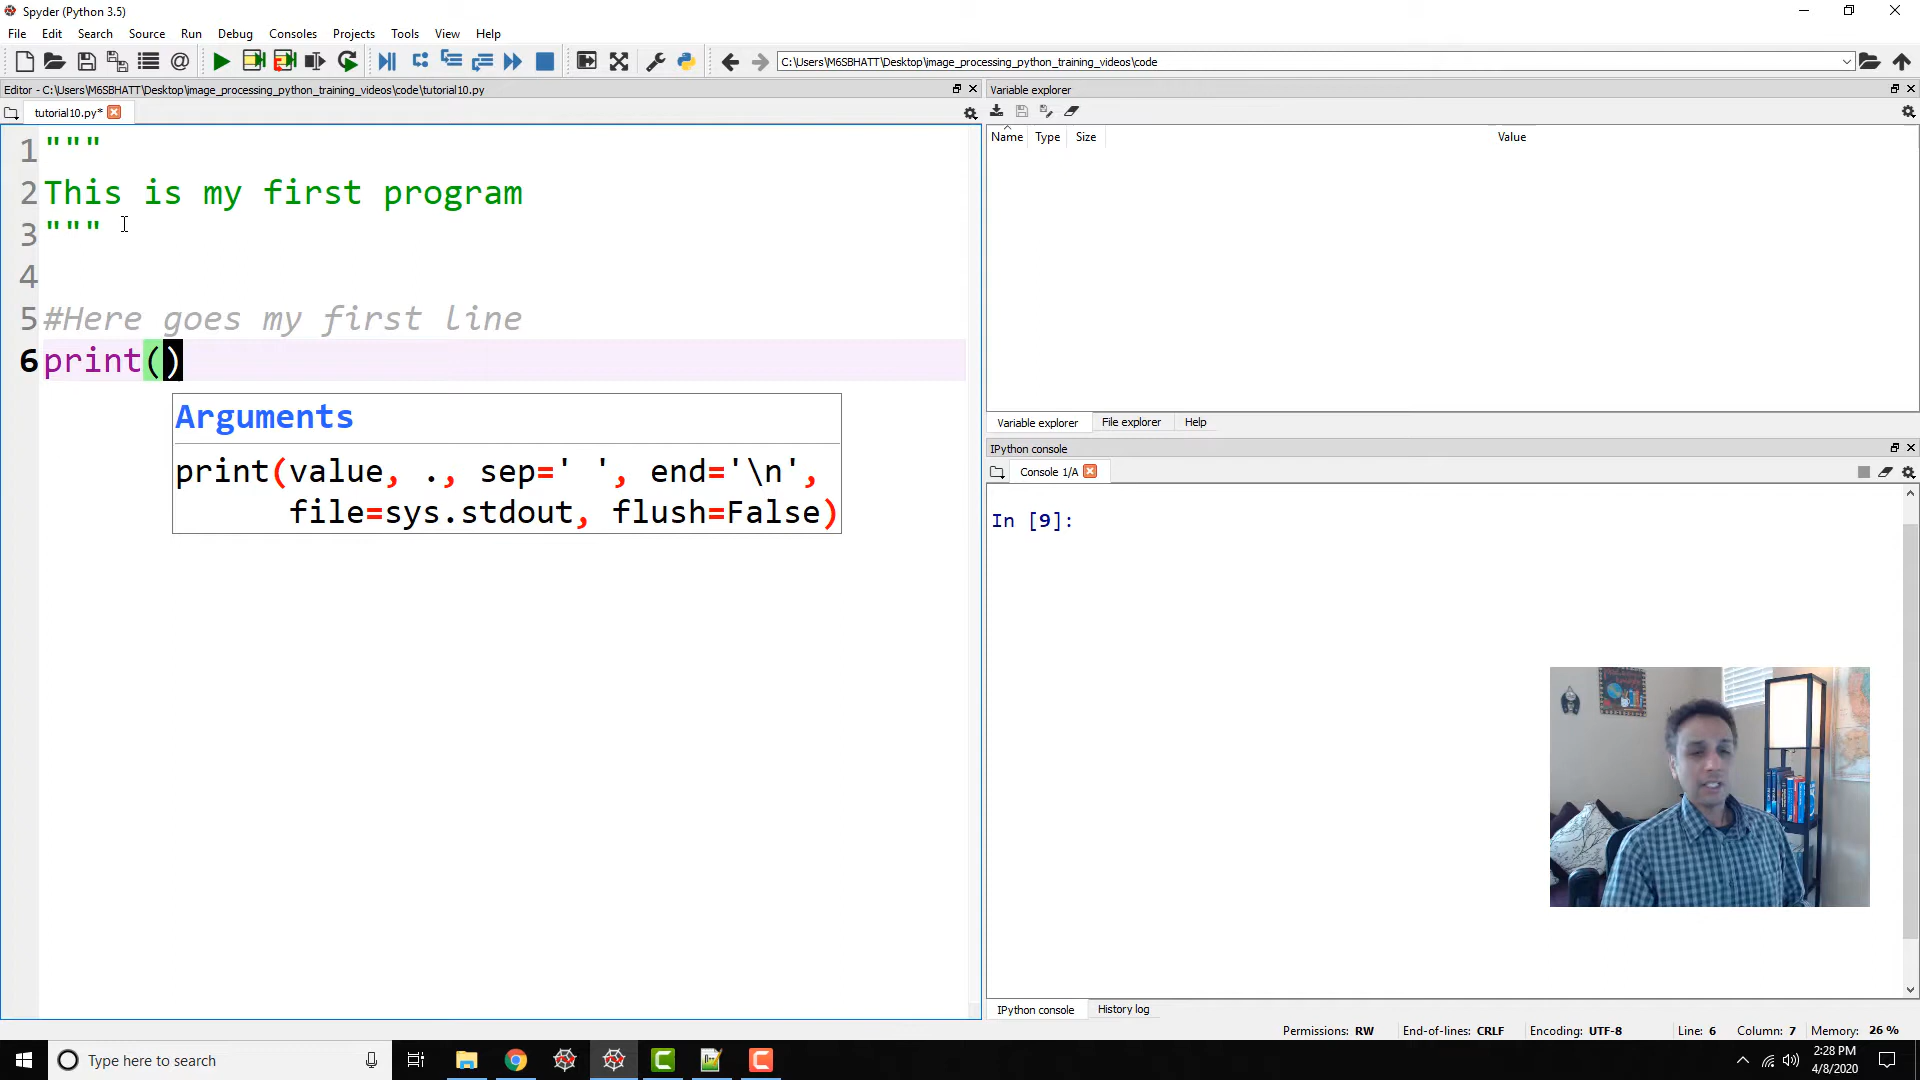 Spyder (Python 3.5)
File Edit Search Source Run Debug Consoles Projects Tools View Help
C:\Users\M6SBHATT\Desktop\image_processing_python_training_videos\code
Editor - C:\Users\M6SBHATT\Desktop\image_processing_python_training_videos\code\tutorial10.py
tutorial10.py*
1 """
2 This is my first program
3 """
4
5 #Here goes my first line
6 print()
Arguments
print(value, ., sep=' ', end='\n',
file=sys.stdout, flush=False)
Variable explorer
Name Type Size Value
Variable explorer File explorer Help
IPython console
Console 1/A
In [9]:
IPython console History log
Permissions: RW End-of-lines: CRLF Encoding: UTF-8 Line: 6 Column: 7 Memory: 26 %
Type here to search
2:28 PM
4/8/2020